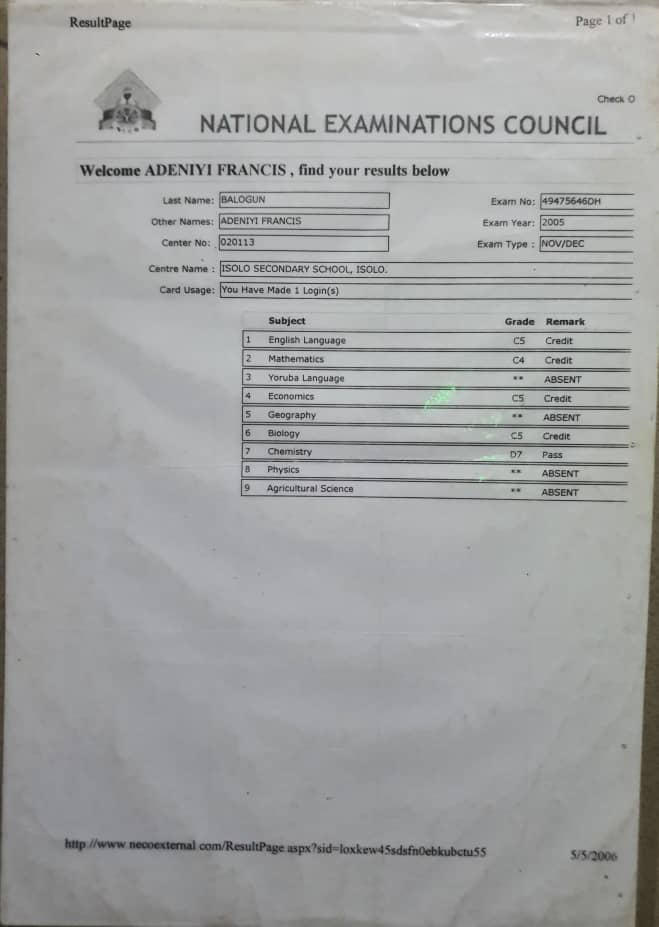 ResultPage Page 1 of 1
Check O
NATIONAL EXAMINATIONS COUNCIL
Welcome ADENIYI FRANCIS , find your results below
Last Name: BALOGUN Exam No: 49475646DH
Other Names: ADENIYI FRANCIS Exam Year: 2005
Center No: 020113 Exam Type : NOV/DEC
Centre Name : ISOLO SECONDARY SCHOOL, ISOLO.
Card Usage: You Have Made 1 Login(s)
Subject Grade Remark
1 English Language C5 Credit
2 Mathematics C4 Credit
3 Yoruba Language ** ABSENT
4 Economics C5 Credit
5 Geography ** ABSENT
6 Biology C5 Credit
7 Chemistry D7 Pass
8 Physics ** ABSENT
9 Agricultural Science ** ABSENT
http://www.necoexternal.com/ResultPage.aspx?sid=loxkew45sdsfn0ebkubctu55 5/5/2006